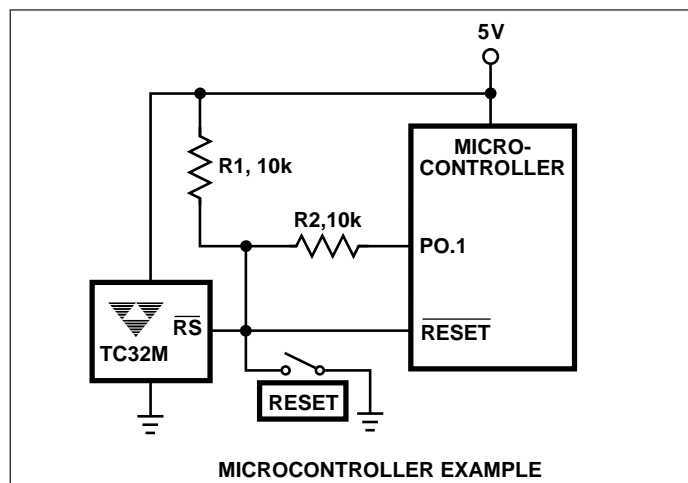 5V
MICRO-
CONTROLLER
R1, 10k
R2,10k
PO.1
RS
RESET
TC32M
RESET
MICROCONTROLLER EXAMPLE